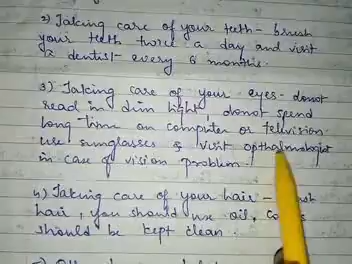 2) Taking care of your teeth - brush
your teeth twice a day and visit
a dentist every 6 months.
3) Taking care of your eyes - donot
read in dim light, donot spend
long time on computer or television
use sunglasses & visit opthalmologist
in case of vision problem.
4) Taking care of your hair -
hair, you should use oil,
should be kept clean.